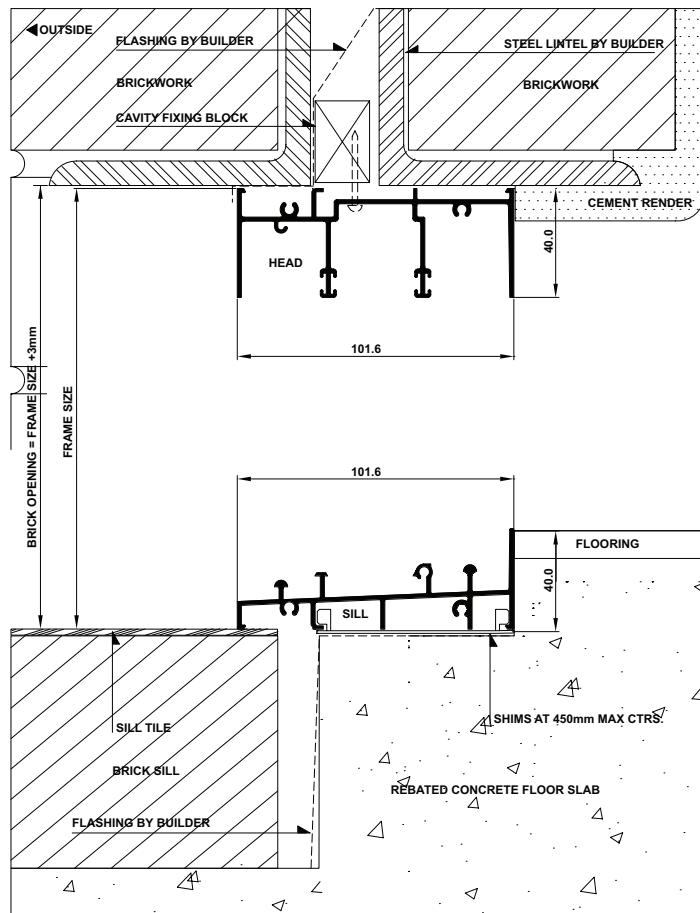 OUTSIDE
FLASHING BY BUILDER
STEEL LINTEL BY BUILDER
BRICKWORK
BRICKWORK
CAVITY FIXING BLOCK
CEMENT RENDER
40.0
HEAD
101.6
BRICK OPENING = FRAME SIZE +3mm
FRAME SIZE
101.6
FLOORING
40.0
SILL
SILL TILE
SHIMS AT 450mm MAX CTRS.
BRICK SILL
REBATED CONCRETE FLOOR SLAB
FLASHING BY BUILDER